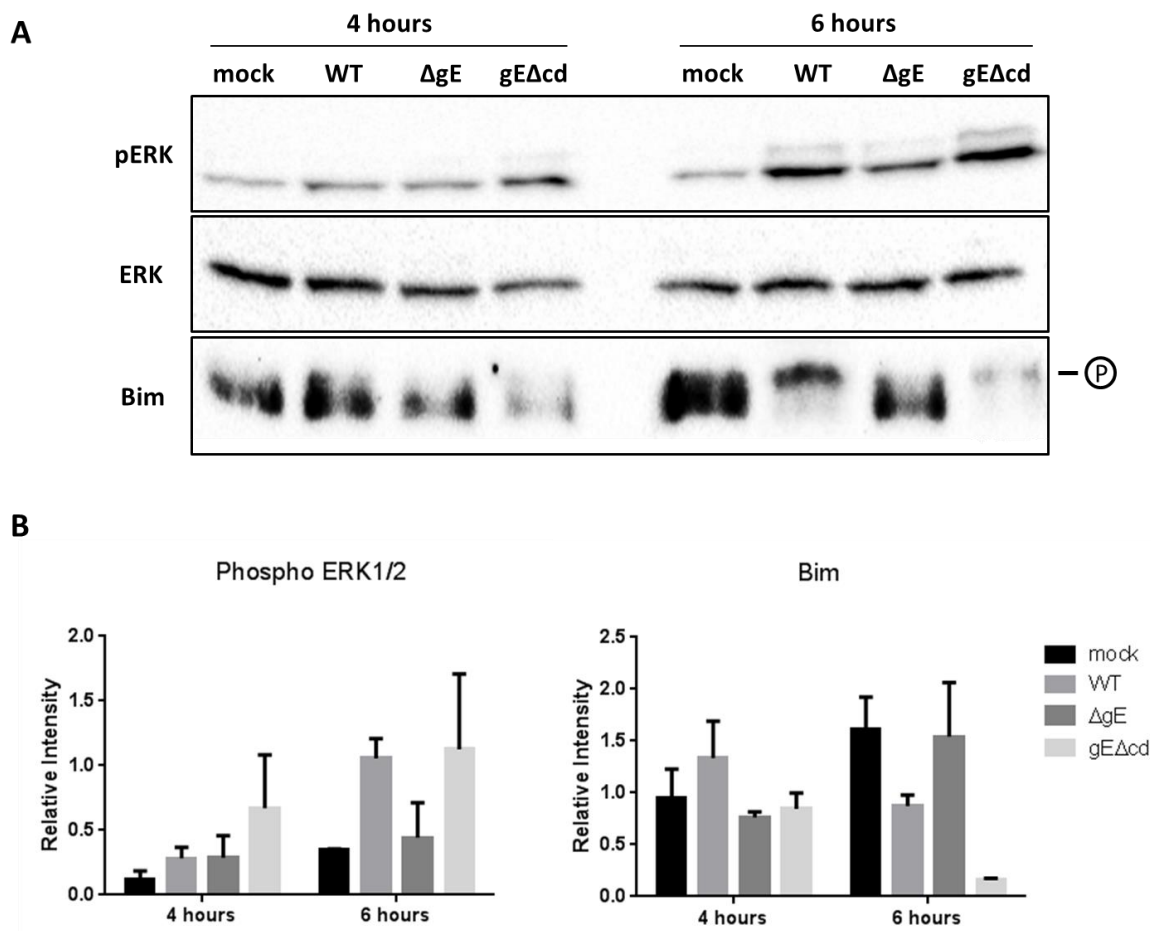 A
4 hours 6 hours
mock WT ΔgE gEΔcd mock WT ΔgE gEΔcd
pERK
ERK
Bim
P
B
Phospho ERK1/2
Relative Intensity
2.0
1.5
1.0
0.5
0.0
4 hours 6 hours
Bim
Relative Intensity
2.5
2.0
1.5
1.0
0.5
0.0
4 hours 6 hours
mock
WT
ΔgE
gEΔcd